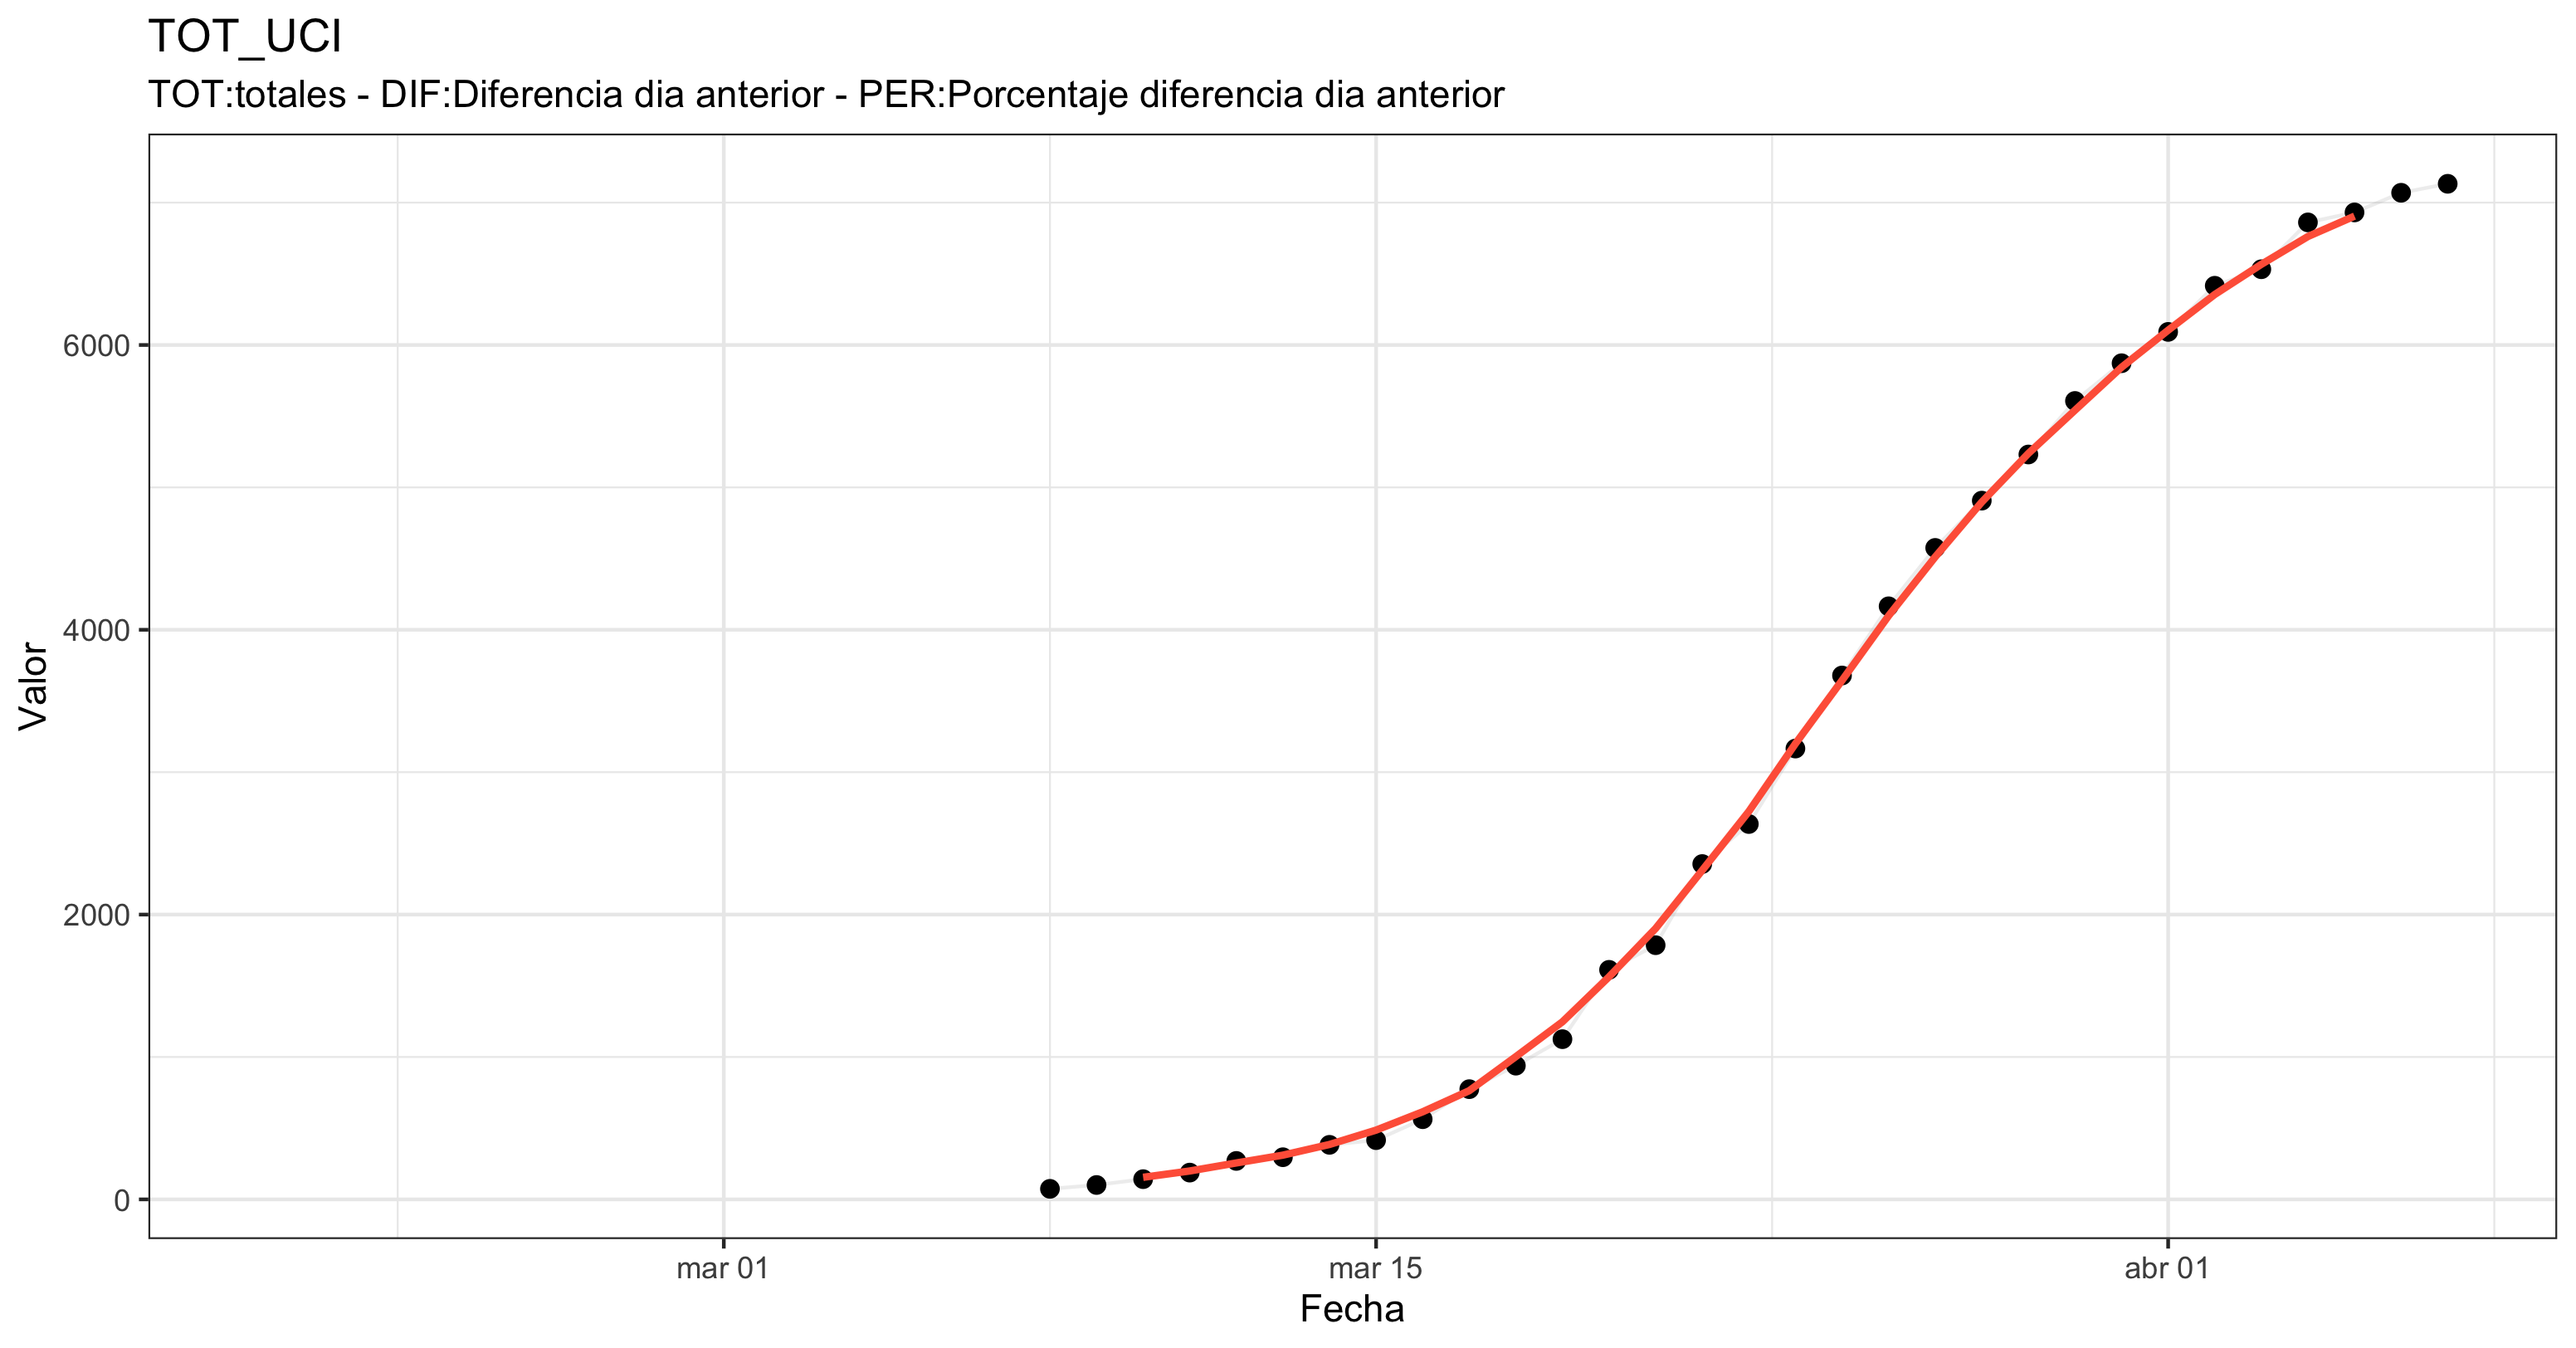 TOT_UCI
TOT:totales - DIF:Diferencia dia anterior - PER:Porcentaje diferencia dia anterior
Valor
6000
4000
2000
0
mar 01
mar 15
abr 01
Fecha